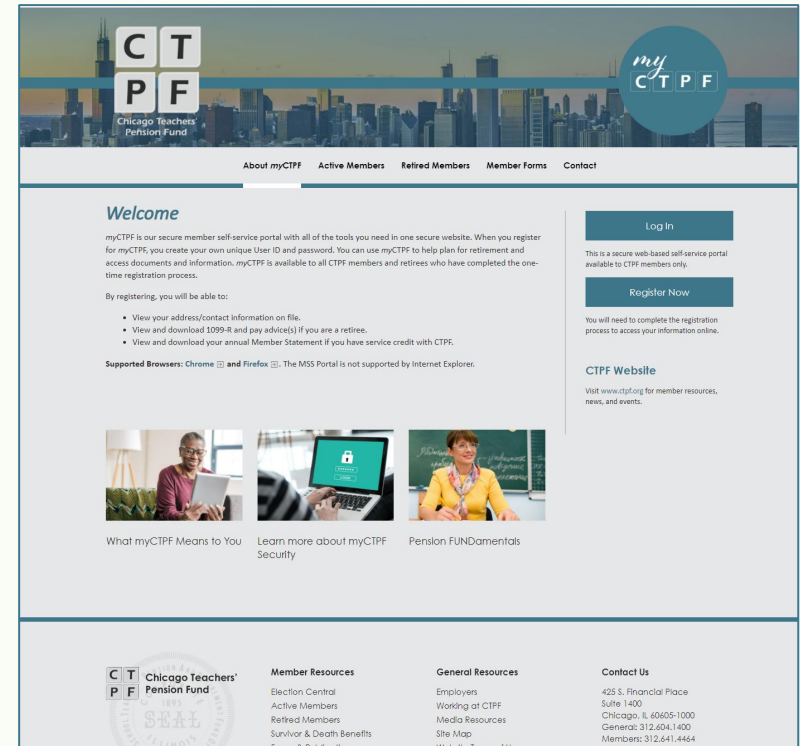 C T
P F
Chicago Teachers'
Pension Fund
my
C T P F
About myCTPF Active Members Retired Members Member Forms Contact
Welcome
myCTPF is our secure member self-service portal with all of the tools you need in one secure website. When you register
for myCTPF, you create your own unique User ID and password. You can use myCTPF to help plan for retirement and
access documents and information. myCTPF is available to all CTPF members and retirees who have completed the one-
time registration process.
By registering, you will be able to:
• View your address/contact information on file.
• View and download 1099-R and pay advice(s) if you are a retiree.
• View and download your annual Member Statement if you have service credit with CTPF.
Supported Browsers: Chrome and Firefox. The MSS Portal is not supported by Internet Explorer.
Log In
This is a secure web-based self-service portal
available to CTPF members only.
Register Now
You will need to complete the registration
process to access your information online.
CTPF Website
Visit www.ctpf.org for member resources,
news, and events.
What myCTPF Means to You
Learn more about myCTPF
Security
Pension FUNDamentals
C T
P F
Chicago Teachers'
Pension Fund
1895
SEAL
ILLINOIS
Member Resources
Election Central
Active Members
Retired Members
Survivor & Death Benefits
General Resources
Employers
Working at CTPF
Media Resources
Site Map
Contact Us
425 S. Financial Place
Suite 1400
Chicago, IL 60605-1000
General: 312.604.1400
Members: 312.641.4464